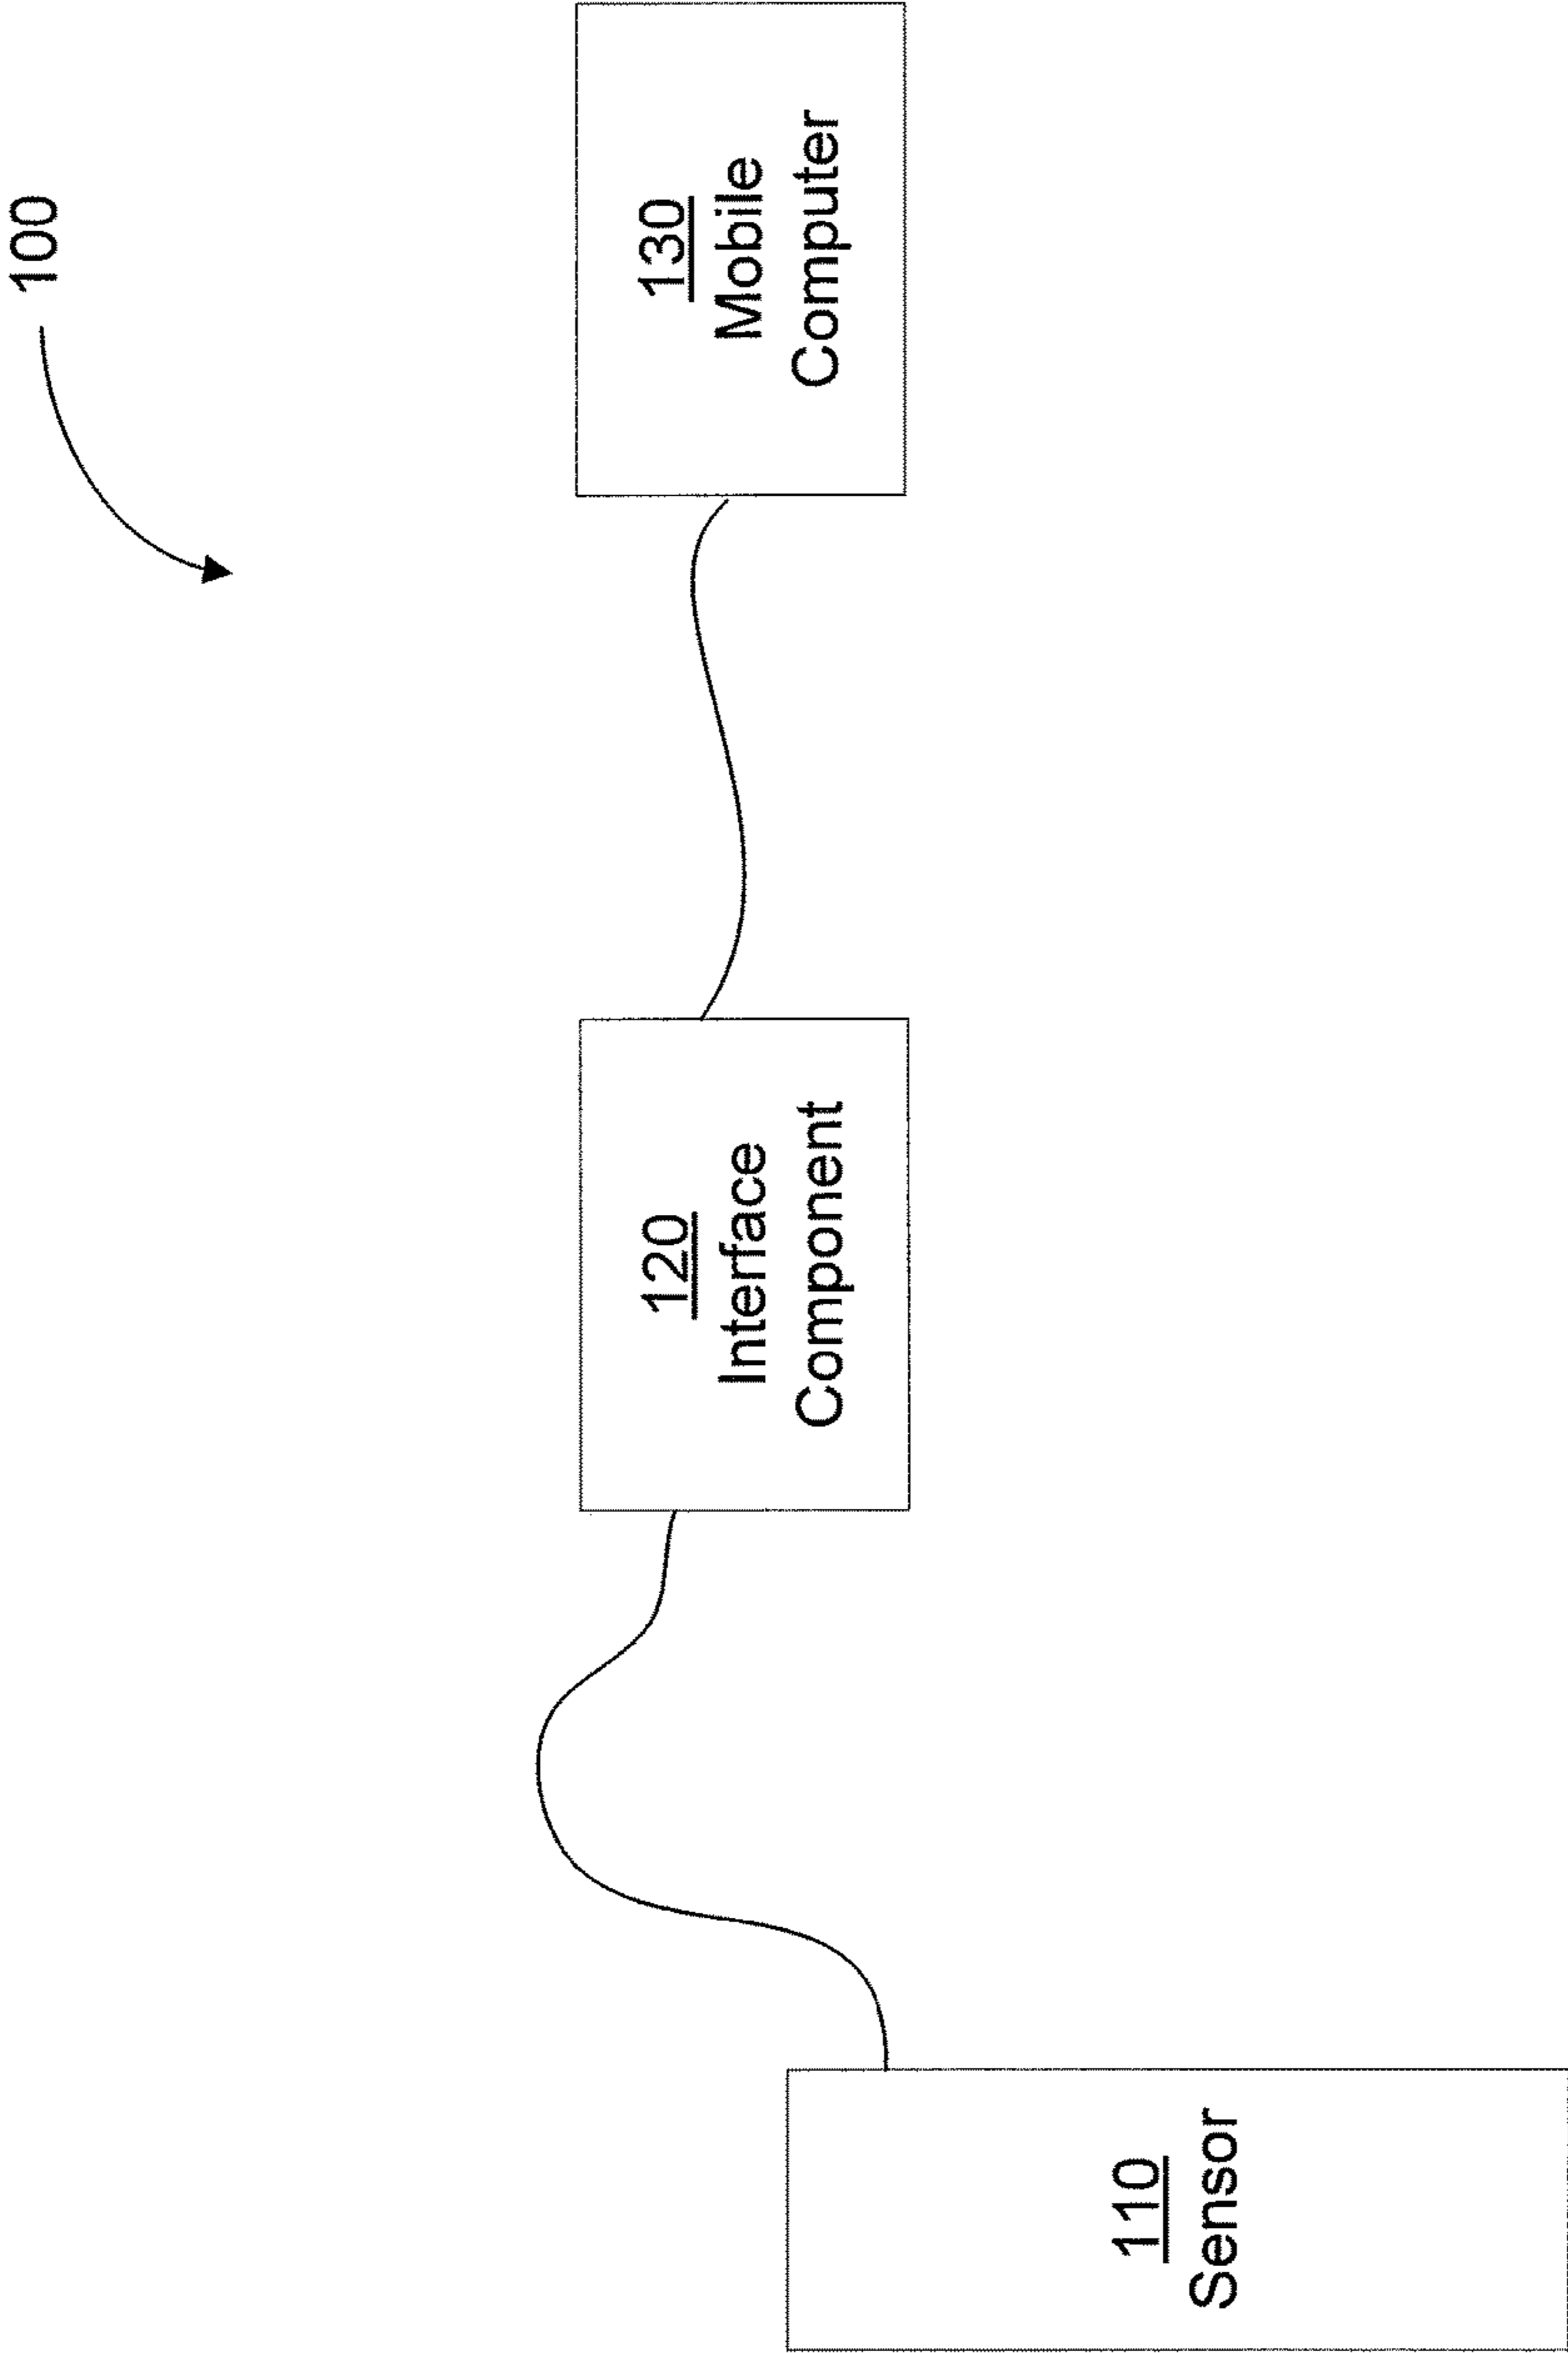 100
110
Sensor
120
Interface
Component
130
Mobile
Computer